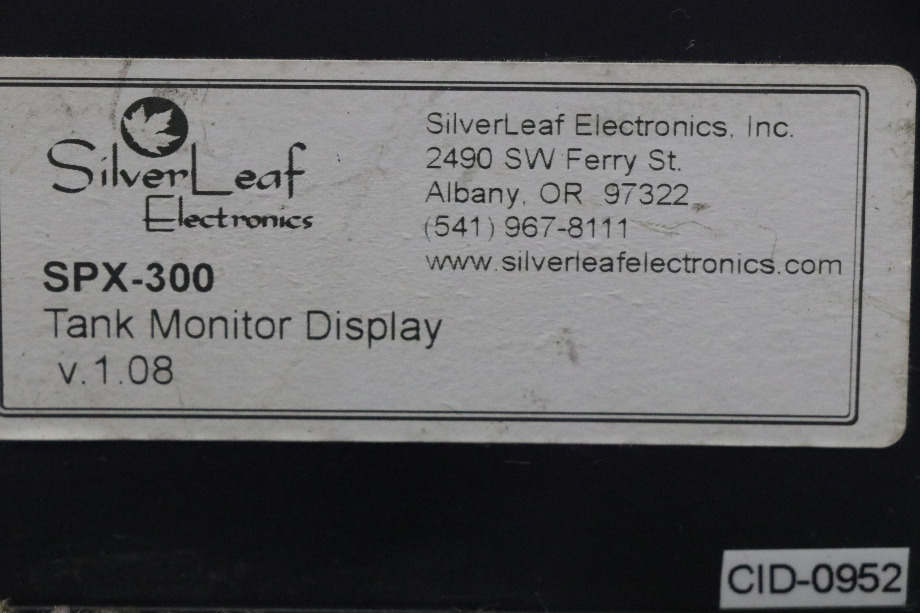 SilverLeaf
Electronics
SPX-300
Tank Monitor Display
v.1.08
SilverLeaf Electronics, Inc.
2490 SW Ferry St.
Albany, OR 97322
(541) 967-8111
www.silverleafelectronics.com
CID-0952